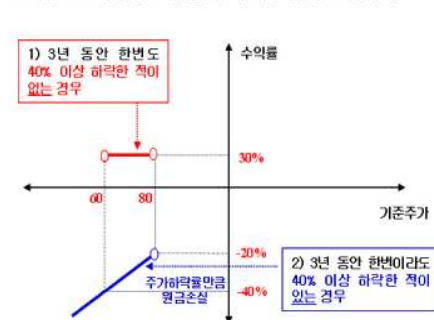 1) 3년 동안 한번도
40% 이상 하락한 적이
없는 경우
수익률
30%
60
80
기준주가
-20%
주가하락률만큼
원금손실
-40%
2) 3년 동안 한번이라도
40% 이상 하락한 적이
있는 경우